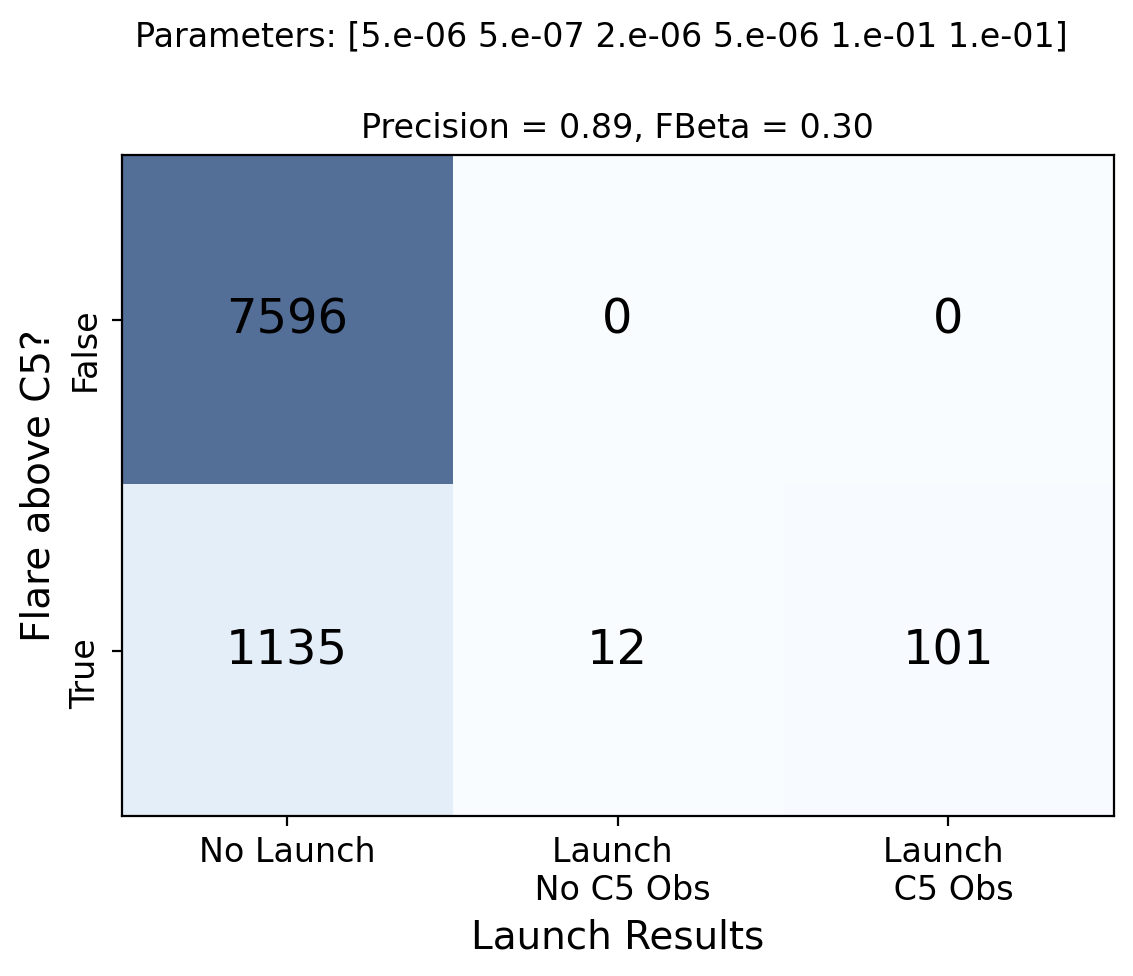 Parameters: [5.e-06 5.e-07 2.e-06 5.e-06 1.e-01 1.e-01]
Precision = 0.89, FBeta = 0.30
Flare above C5?
False
7596
0
0
True
1135
12
101
No Launch
Launch
No C5 Obs
Launch
C5 Obs
Launch Results